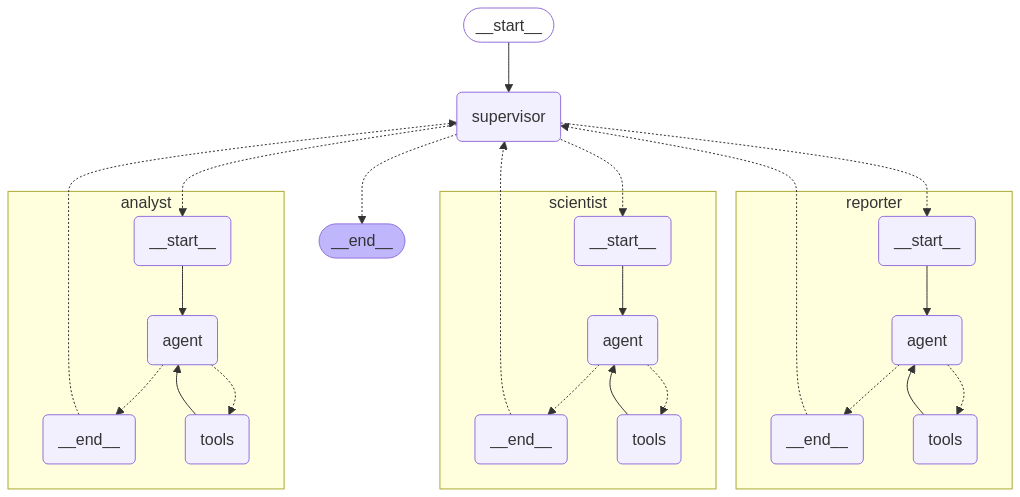 __start__
supervisor
analyst
__start__
agent
__end__
tools
__end__
scientist
__start__
agent
__end__
tools
reporter
__start__
agent
__end__
tools